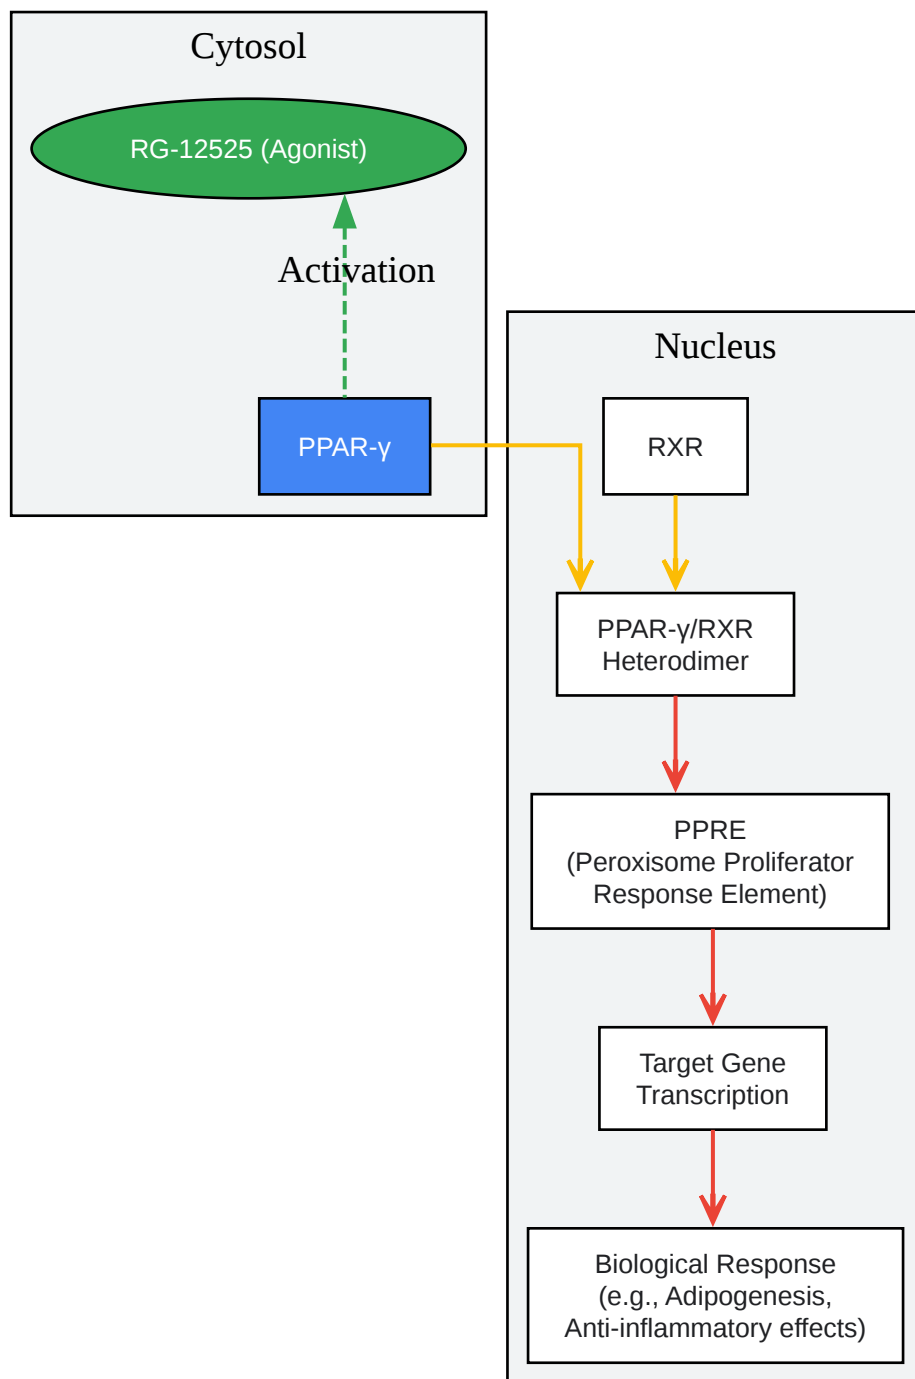 Cytosol
RG-12525 (Agonist)
Activation
PPAR-γ
Nucleus
RXR
PPAR-γ/RXR
Heterodimer
PPRE
(Peroxisome Proliferator
Response Element)
Target Gene
Transcription
Biological Response
(e.g., Adipogenesis,
Anti-inflammatory effects)